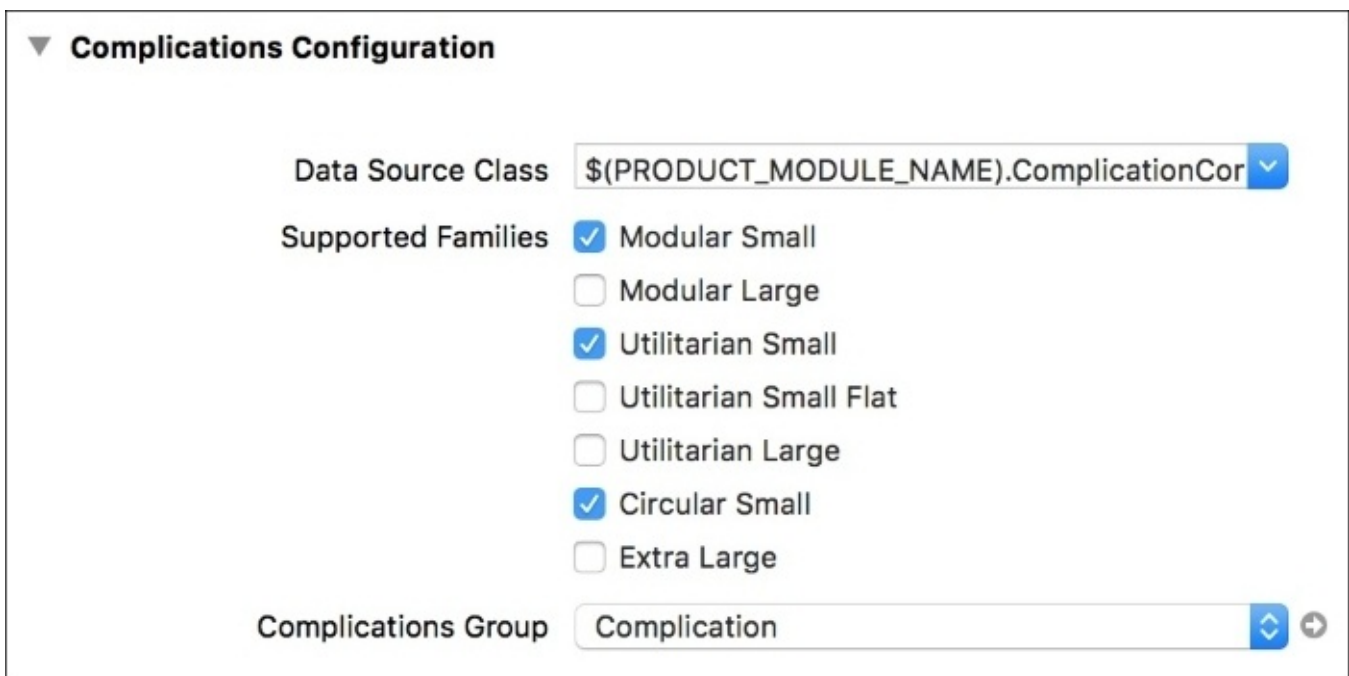 Complications Configuration
Data Source Class $(PRODUCT_MODULE_NAME).ComplicationCor
Supported Families Modular Small
Modular Large
Utilitarian Small
Utilitarian Small Flat
Utilitarian Large
Circular Small
Extra Large
Complications Group Complication